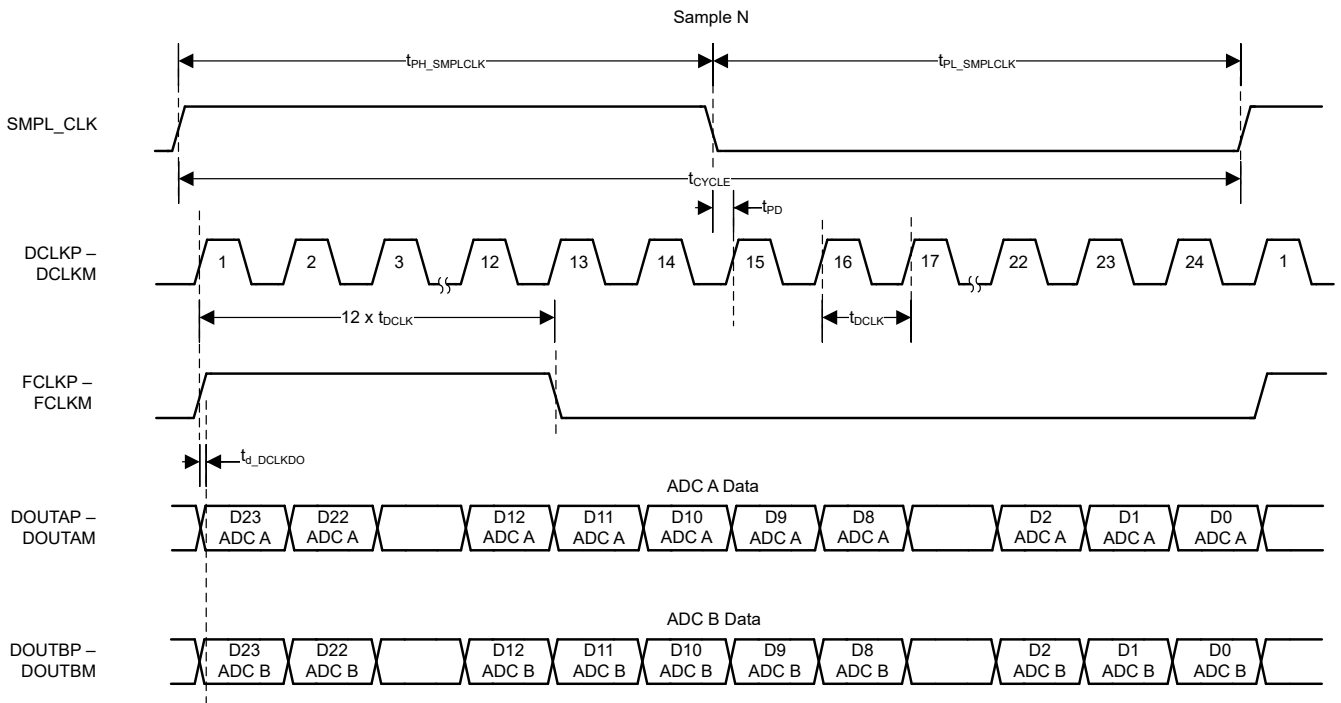 Sample N
tPH_SMPLCLK
tPL_SMPLCLK
SMPL_CLK
tCYCLE
tPD
DCLKP –
DCLKM
1
2
3
12
13
14
15
16
17
22
23
24
1
12 x tDCLK
tDCLK
FCLKP –
FCLKM
td_DCLKDO
ADC A Data
DOUTAP –
DOUTAM
D23
ADC A
D22
ADC A
D12
ADC A
D11
ADC A
D10
ADC A
D9
ADC A
D8
ADC A
D2
ADC A
D1
ADC A
D0
ADC A
ADC B Data
DOUTBP –
DOUTBM
D23
ADC B
D22
ADC B
D12
ADC B
D11
ADC B
D10
ADC B
D9
ADC B
D8
ADC B
D2
ADC B
D1
ADC B
D0
ADC B